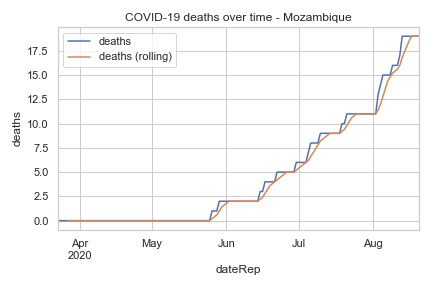 COVID-19 deaths over time - Mozambique
deaths
deaths (rolling)
17.5
15.0
12.5
10.0
7.5
5.0
2.5
0.0
deaths
Apr
2020
May
Jun
Jul
Aug
dateRep